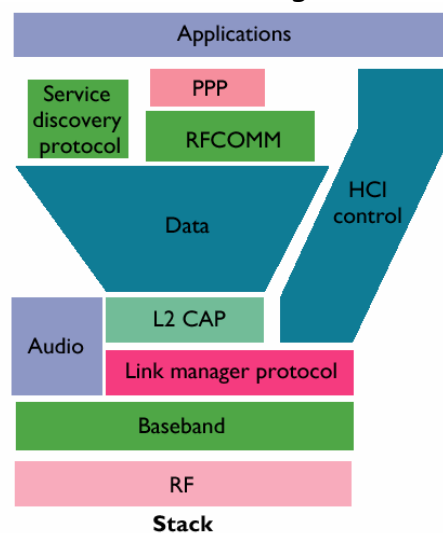 Applications
PPP
Service
discovery
protocol
RFCOMM
HCI
control
Data
L2 CAP
Audio
Link manager protocol
Baseband
RF
Stack